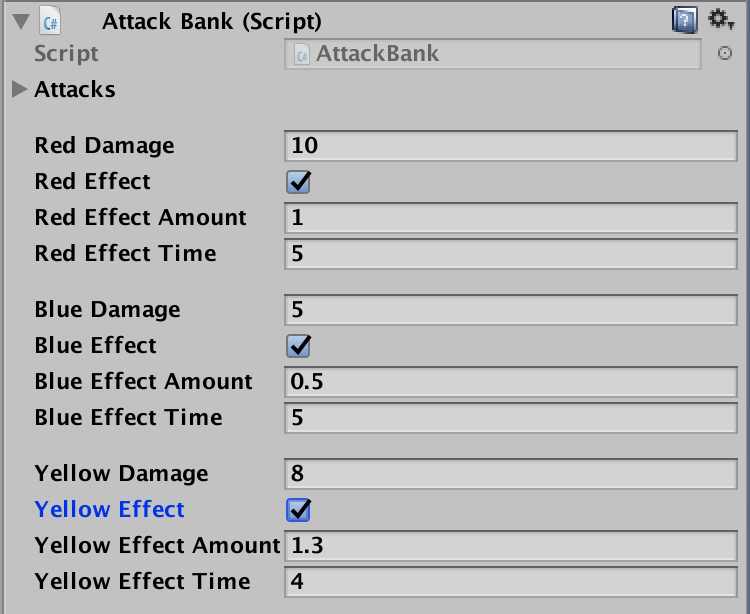 Attack Bank (Script)
Script AttackBank
Attacks
Red Damage 10
Red Effect
Red Effect Amount 1
Red Effect Time 5
Blue Damage 5
Blue Effect
Blue Effect Amount 0.5
Blue Effect Time 5
Yellow Damage 8
Yellow Effect
Yellow Effect Amount 1.3
Yellow Effect Time 4